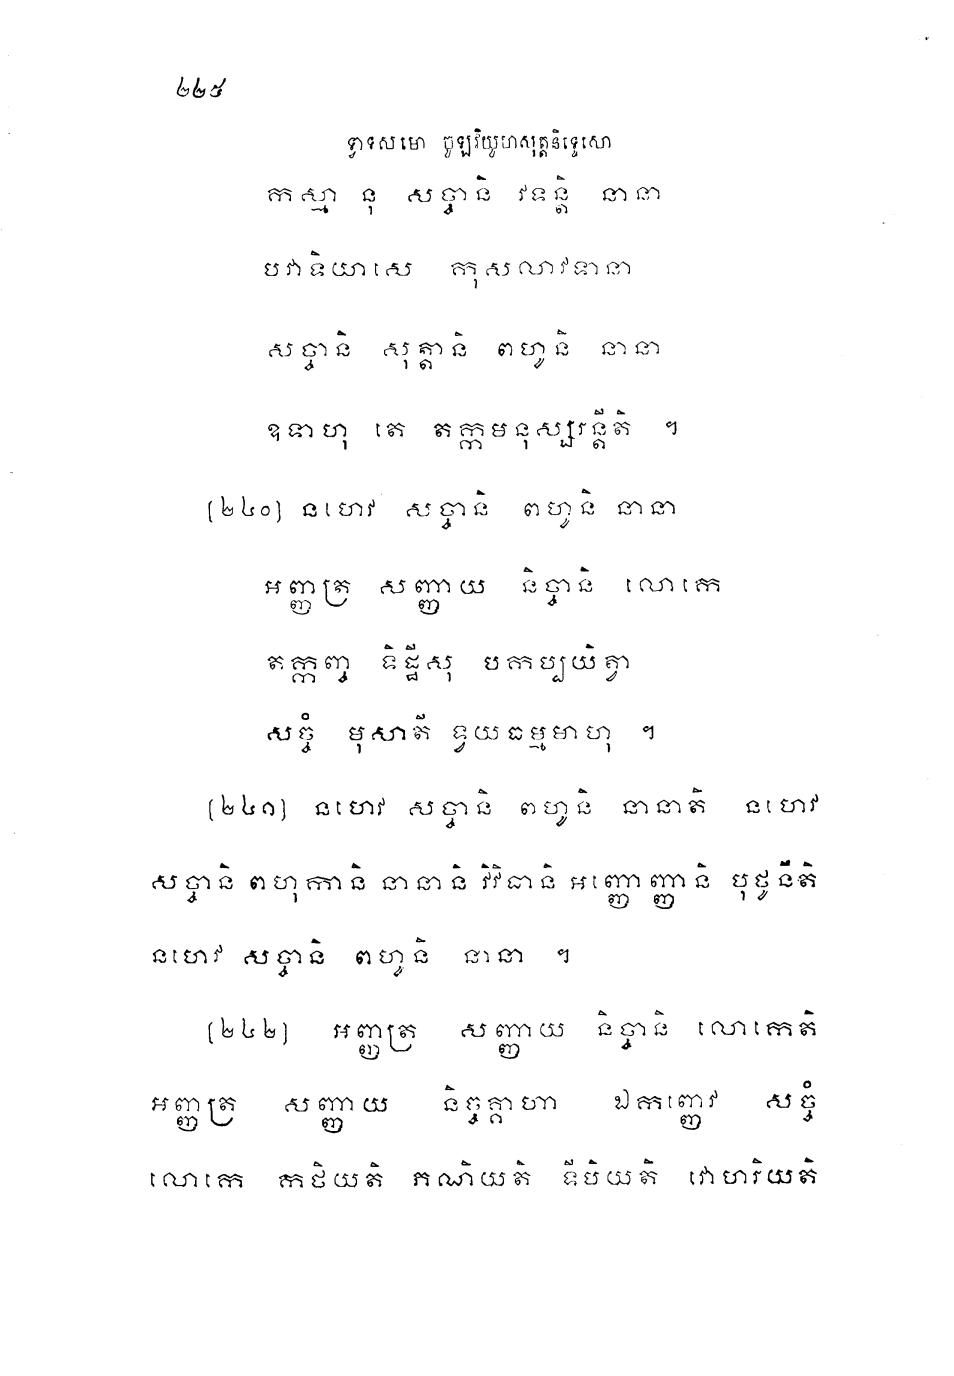 ២២៥
ទ្វាទសមោ ចូឡវិយូហសុត្តនិទ្ទេសោ
កស្មា នុ សច្ចានិ វទន្តិ នានា
បវាទិយាសេ កុសលាវទានា
សច្ចានិ សុត្តានិ ពហូនិ នានា
ឧទាហុ តេ តក្កមនុស្សរន្តីតិ ។
(២៤០) នហេវ សច្ចានិ ពហូនិ នានា
អញ្ញត្រ សញ្ញាយ និច្ចានិ លោកេ
តក្កញ្ច ទិដ្ឋីសុ បកប្បយិត្វា
សច្ចំ មុសាតិ ទ្វយធម្មមាហុ ។
(២៤១) នហេវ សច្ចានិ ពហូនិ នានាតិ នហេវ
សច្ចានិ ពហុកានិ នានានិ វិវិធានិ អញ្ញោញ្ញានិ បុថូនីតិ
នហេវ សច្ចានិ ពហូនិ នានា ។
(២៤២) អញ្ញត្រ សញ្ញាយ និច្ចានិ លោកេតិ
អញ្ញត្រ សញ្ញាយ និច្ចគ្គាហា ឯកញ្ញេវ សច្ចំ
លោកេ កថិយតិ ភណិយតិ ទីបិយតិ វោហរិយតិ